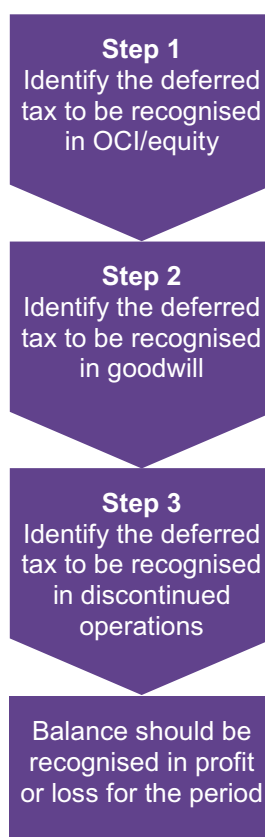 Step 1
Identify the deferred
tax to be recognised
in OCI/equity
Step 2
Identify the deferred
tax to be recognised
in goodwill
Step 3
Identify the deferred
tax to be recognised
in discontinued
operations
Balance should be
recognised in profit
or loss for the period